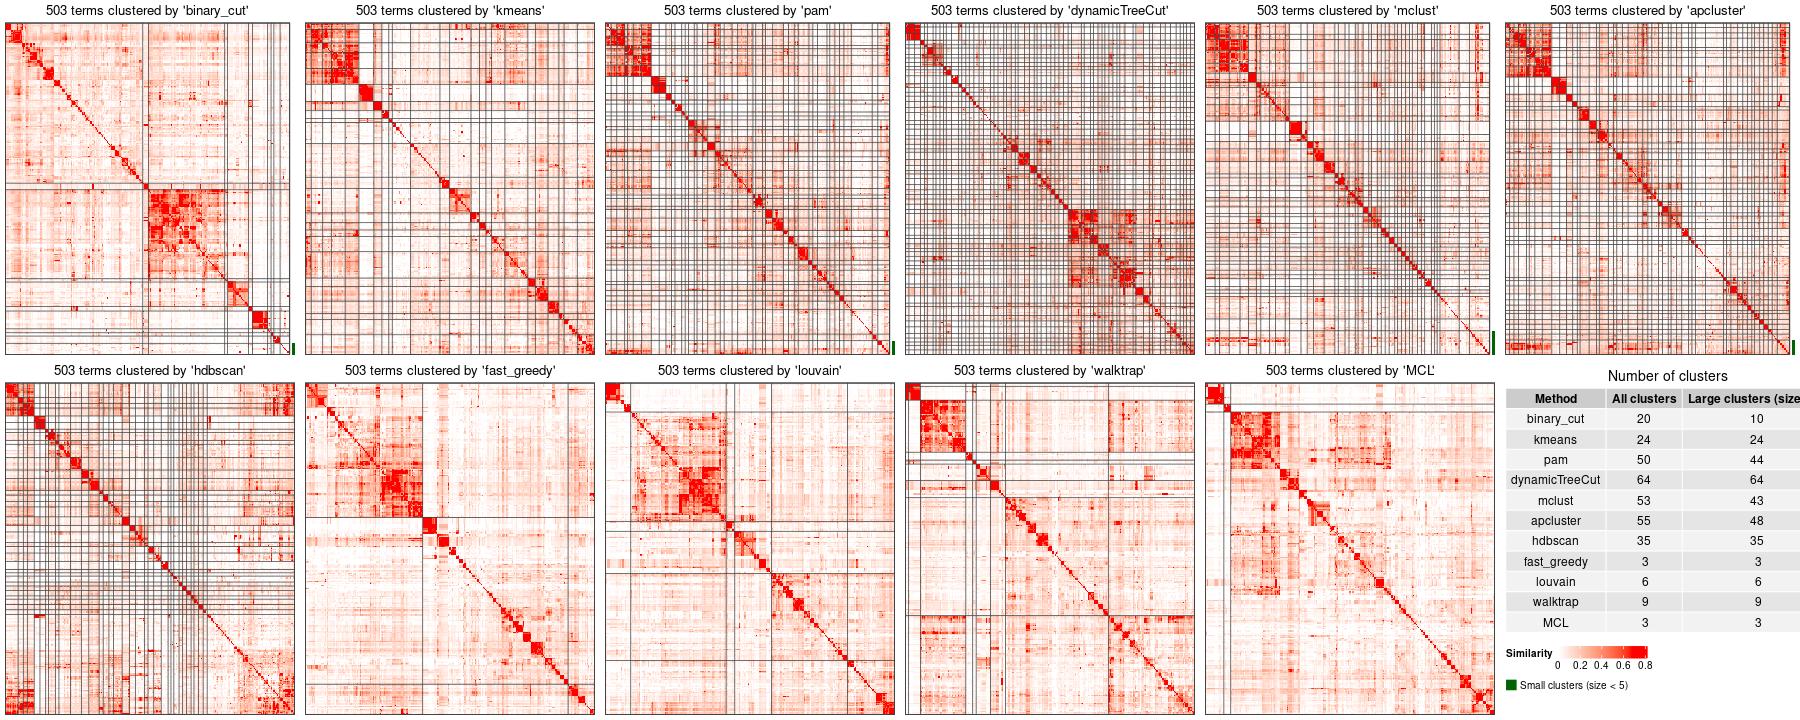 503 terms clustered by 'binary_cut'
503 terms clustered by 'kmeans'
503 terms clustered by 'pam'
503 terms clustered by 'dynamicTreeCut'
503 terms clustered by 'mclust'
503 terms clustered by 'apcluster'
503 terms clustered by 'hdbscan'
503 terms clustered by 'fast_greedy'
503 terms clustered by 'louvain'
503 terms clustered by 'walktrap'
503 terms clustered by 'MCL'
Number of clusters
Method All clusters Large clusters (size
binary_cut 20 10
kmeans 24 24
pam 50 44
dynamicTreeCut 64 64
mclust 53 43
apcluster 55 48
hdbscan 35 35
fast_greedy 3 3
louvain 6 6
walktrap 9 9
MCL 3 3
Similarity
0 0.2 0.4 0.6 0.8
Small clusters (size < 5)